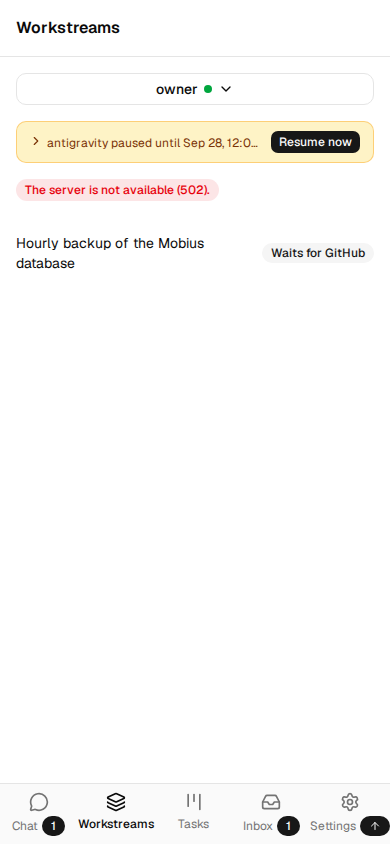 Workstreams
owner
antigravity paused until Sep 28, 12:0...
Resume now
The server is not available (502).
Hourly backup of the Mobius
database
Waits for GitHub
Chat 1
Workstreams
Tasks
Inbox 1
Settings ↑